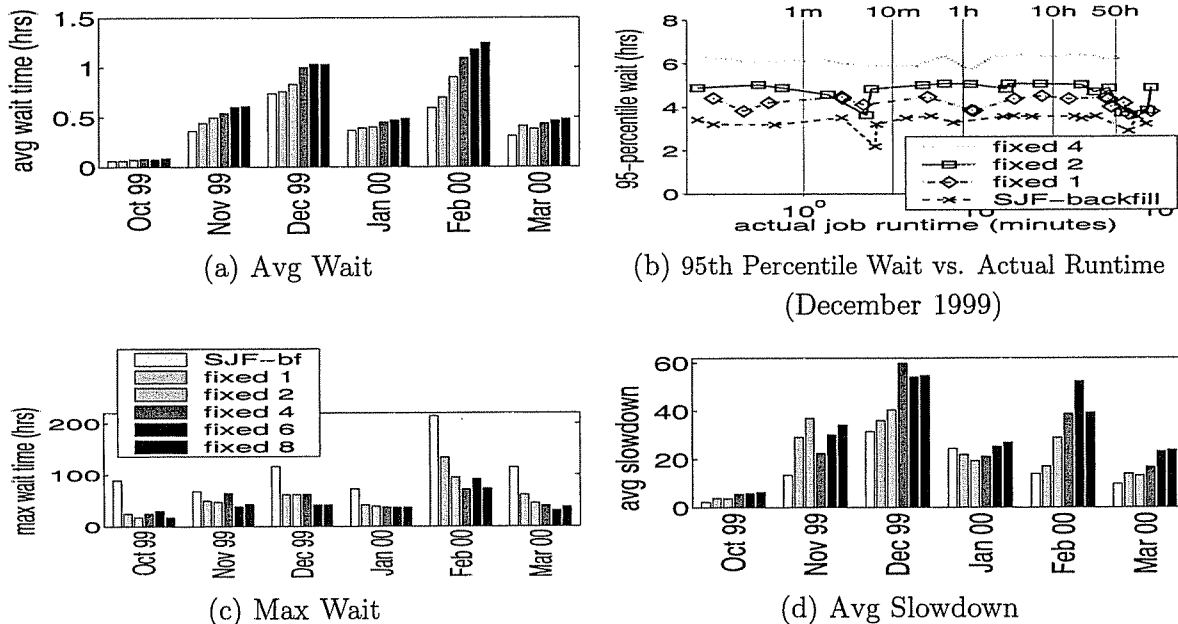 avg wait time (hrs)
1.5
1
0.5
0
Oct 99
Nov 99
Dec 99
Jan 00
Feb 00
Mar 00
(a) Avg Wait
1m 10m 1h 10h 50h
95-percentile wait (hrs)
8
6
4
2
0
fixed 4
fixed 2
fixed 1
SJF-backfill
10⁰
actual job runtime (minutes)
(b) 95th Percentile Wait vs. Actual Runtime
(December 1999)
max wait time (hrs)
200
100
0
SJF-bf
fixed 1
fixed 2
fixed 4
fixed 6
fixed 8
Oct 99
Nov 99
Dec 99
Jan 00
Feb 00
Mar 00
(c) Max Wait
avg slowdown
60
40
20
0
Oct 99
Nov 99
Dec 99
Jan 00
Feb 00
Mar 00
(d) Avg Slowdown